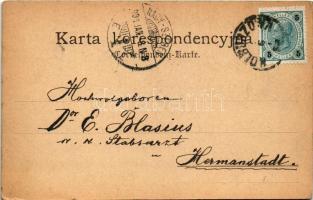 Karta korespondencyjna.
Correspondenz-Karte.
Hochwolgeboren
Dr E. Blasius
Stabsarzt
Hermanstadt.